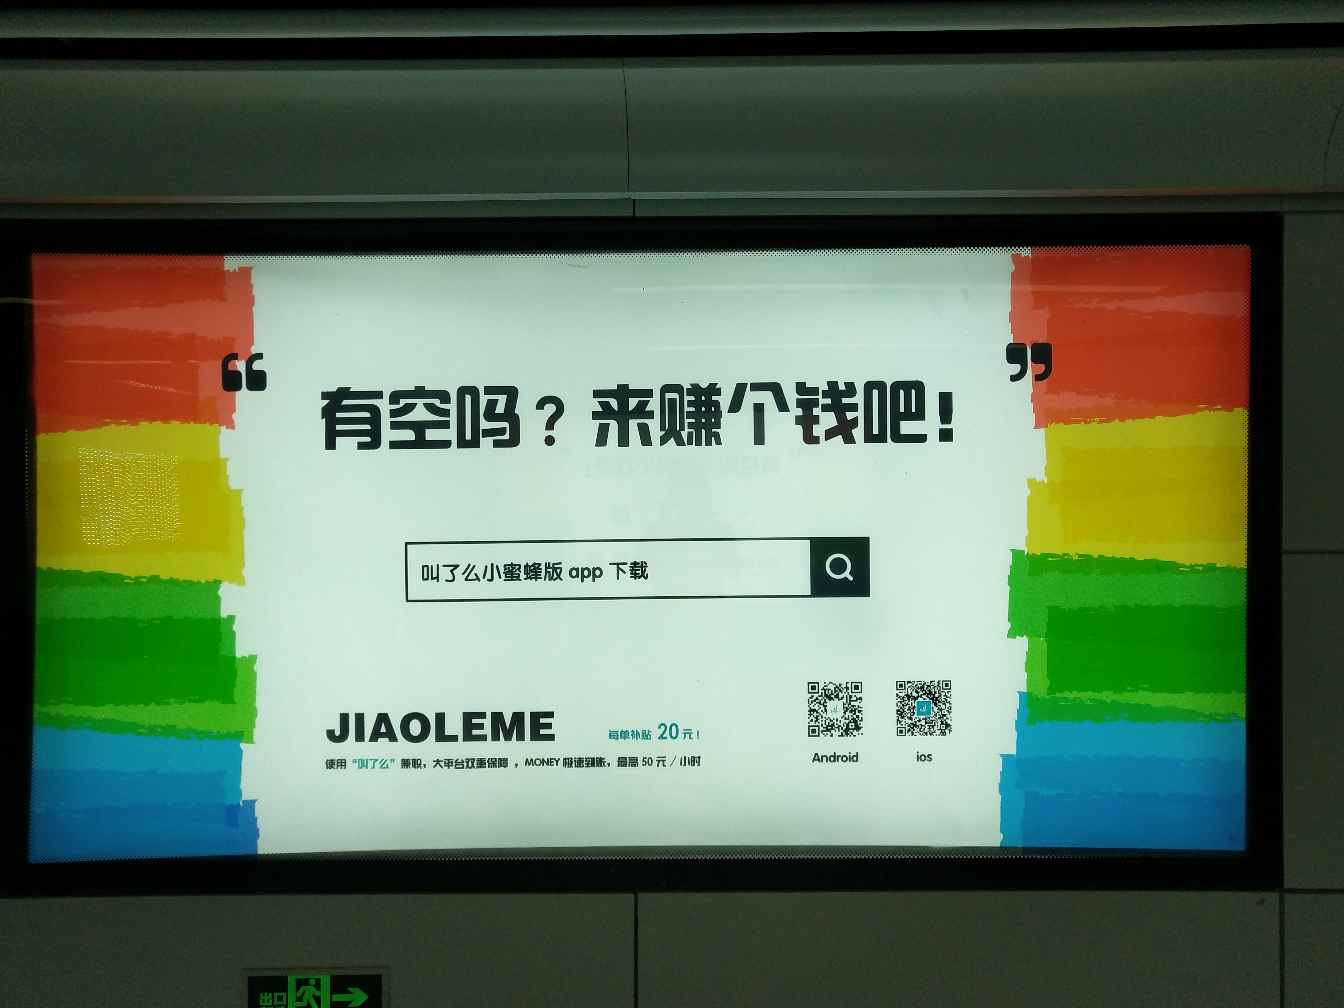 “有空吗？来赚个钱吧！”
叫了么小蜜蜂版 app 下载
JIAOLEME
每单补贴 20 元！
使用“叫了么”兼职，大平台双重保障，MONEY 极速到账，最高 50 元／小时
Android
ios
出口